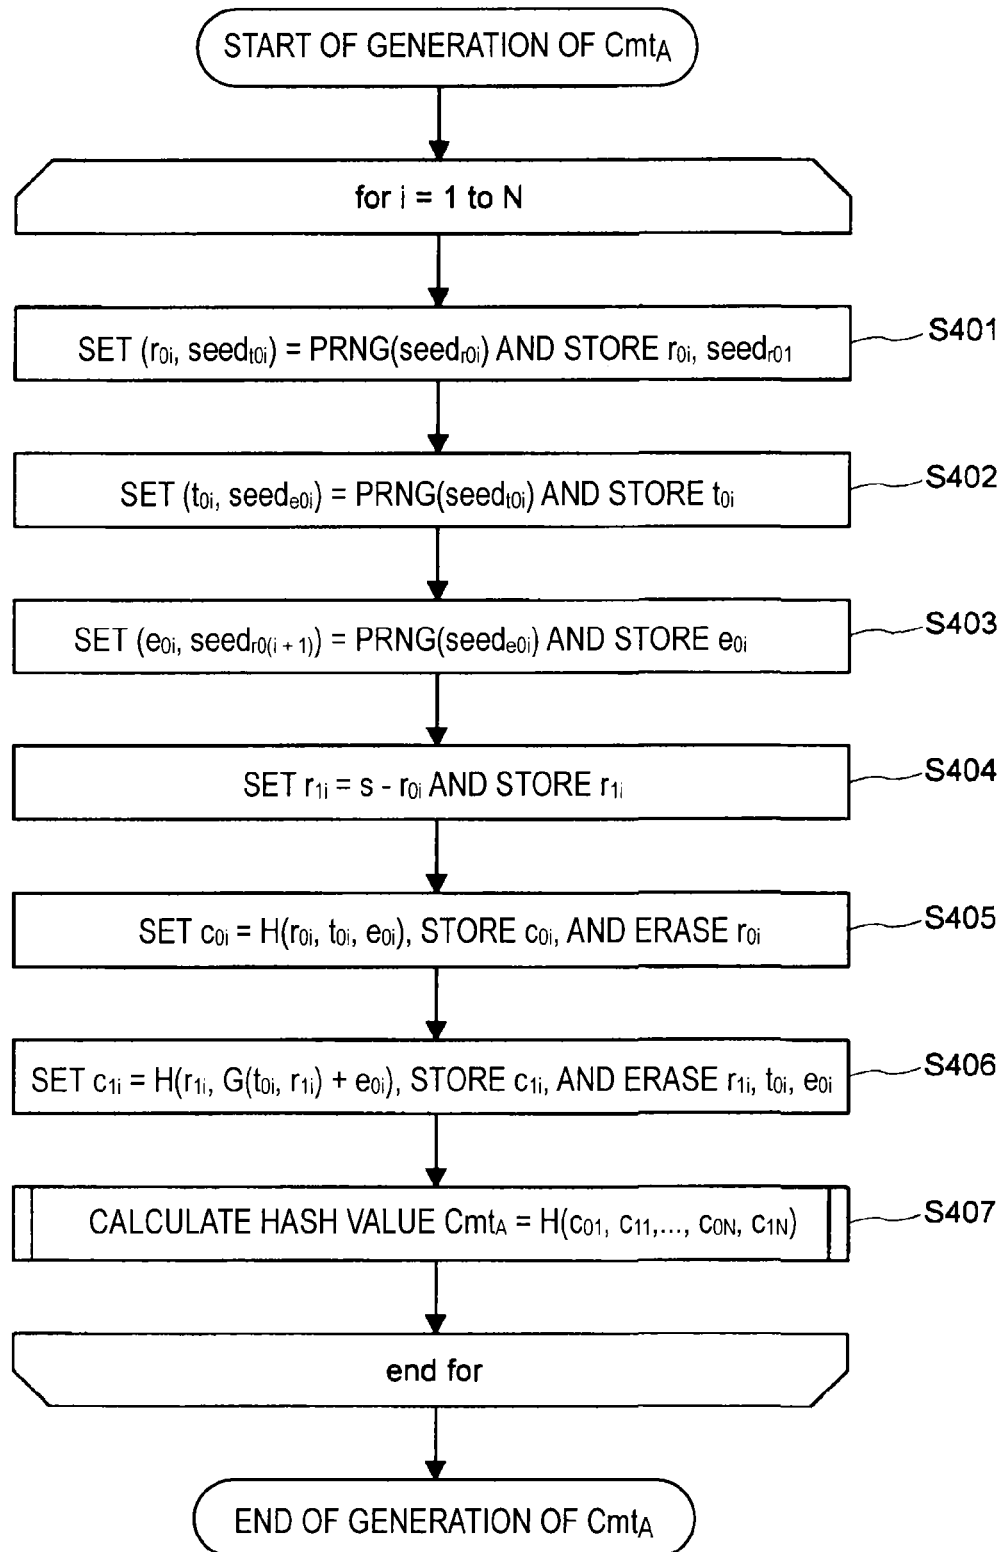 START OF GENERATION OF CmtA
for i = 1 to N
SET (r0i, seedt0i) = PRNG(seedr0i) AND STORE r0i, seedr01
S401
SET (t0i, seede0i) = PRNG(seedt0i) AND STORE t0i
S402
SET (e0i, seedr0(i + 1)) = PRNG(seede0i) AND STORE e0i
S403
SET r1i = s - r0i AND STORE r1i
S404
SET c0i = H(r0i, t0i, e0i), STORE c0i, AND ERASE r0i
S405
SET c1i = H(r1i, G(t0i, r1i) + e0i), STORE c1i, AND ERASE r1i, t0i, e0i
S406
CALCULATE HASH VALUE CmtA = H(c01, c11,..., c0N, c1N)
S407
end for
END OF GENERATION OF CmtA